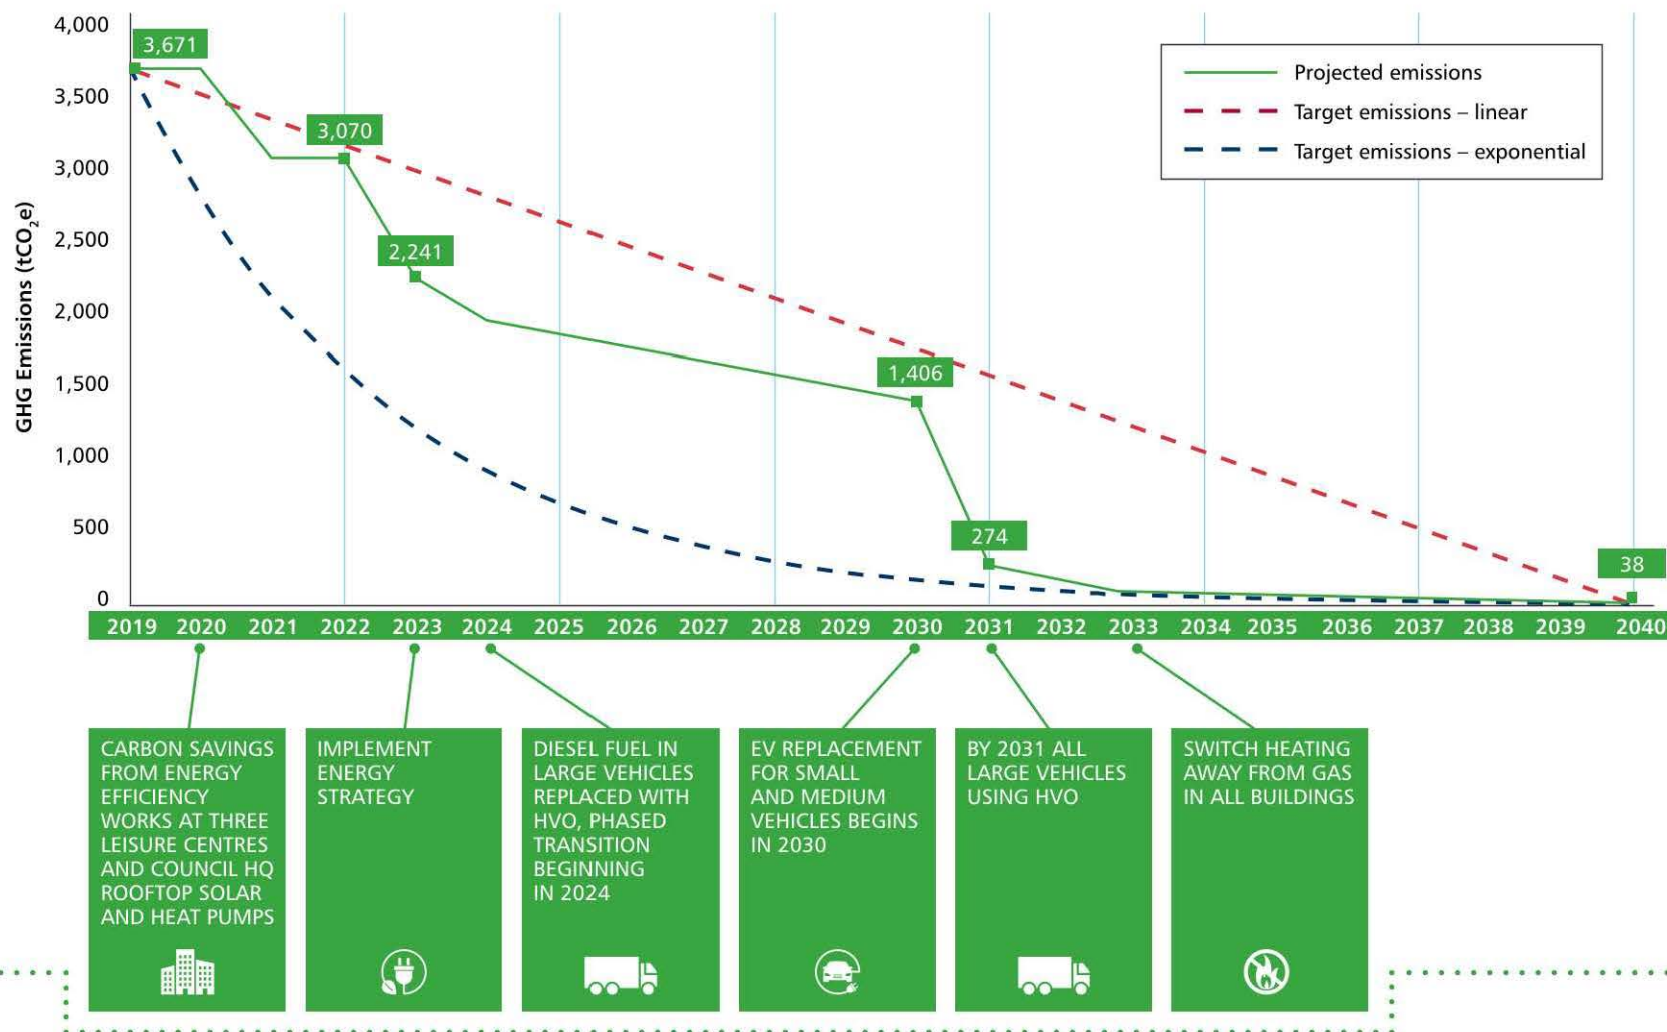 4,000
3,500
3,000
2,500
2,000
1,500
1,000
500
0
GHG Emissions (tCO₂e)
3,671
3,070
2,241
1,406
274
38
Projected emissions
Target emissions – linear
Target emissions – exponential
2019 2020 2021 2022 2023 2024 2025 2026 2027 2028 2029 2030 2031 2032 2033 2034 2035 2036 2037 2038 2039 2040
CARBON SAVINGS
FROM ENERGY
EFFICIENCY
WORKS AT THREE
LEISURE CENTRES
AND COUNCIL HQ
ROOFTOP SOLAR
AND HEAT PUMPS
IMPLEMENT
ENERGY
STRATEGY
DIESEL FUEL IN
LARGE VEHICLES
REPLACED WITH
HVO, PHASED
TRANSITION
BEGINNING
IN 2024
EV REPLACEMENT
FOR SMALL
AND MEDIUM
VEHICLES BEGINS
IN 2030
BY 2031 ALL
LARGE VEHICLES
USING HVO
SWITCH HEATING
AWAY FROM GAS
IN ALL BUILDINGS